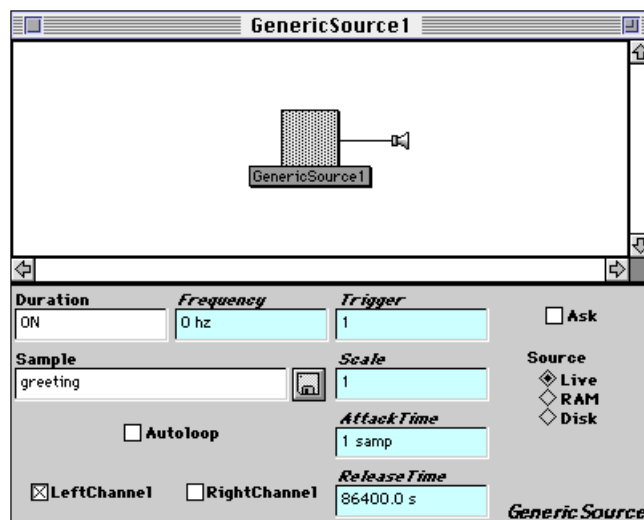 GenericSource1
GenericSource1
Duration
Frequency
Trigger
ON
0 hz
1
Ask
Sample
Scale
Source
greeting
1
Live
RAM
Disk
AttackTime
Autoloop
1 samp
ReleaseTime
LeftChannel
RightChannel
86400.0 s
GenericSource